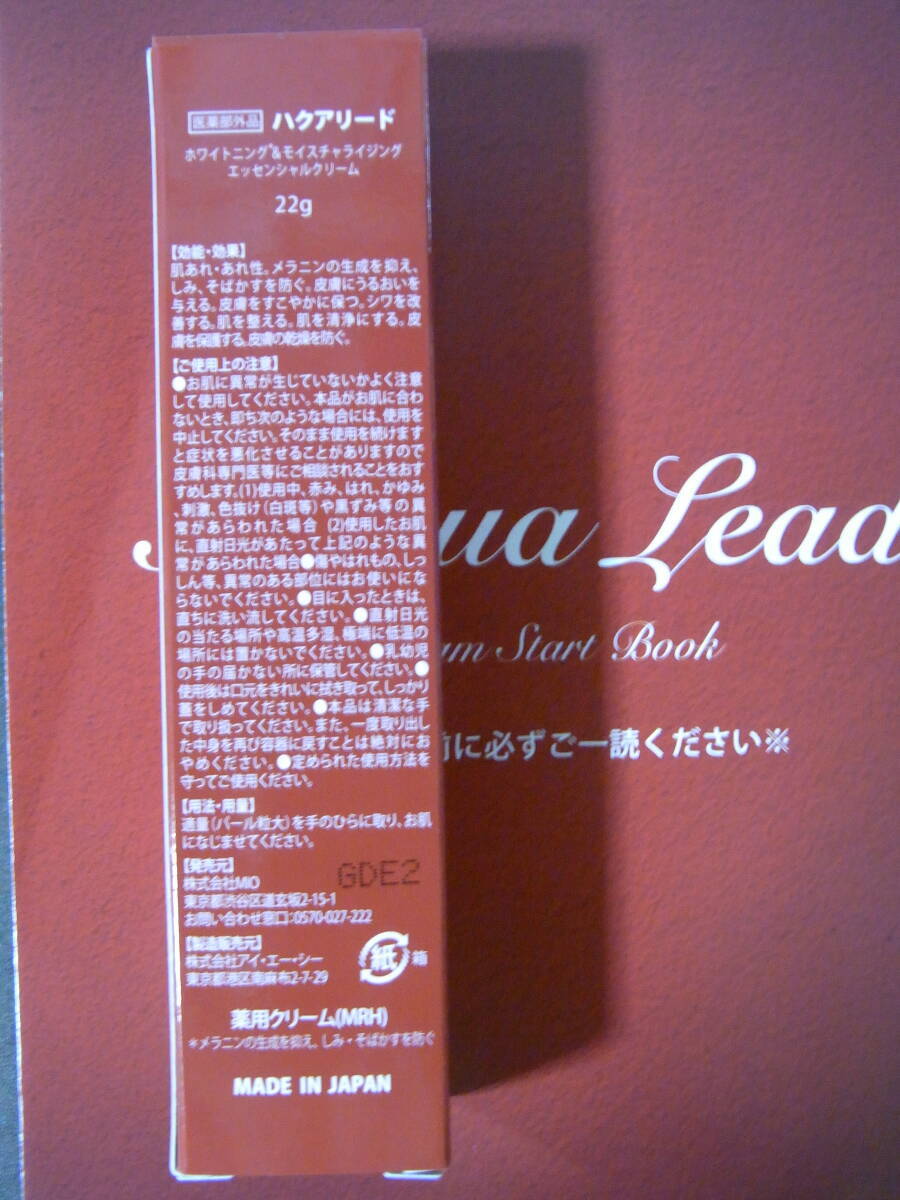 医薬部外品 ハクアリード
ホワイトニング*&モイスチャライジング
エッセンシャルクリーム
22g
【効能・効果】
肌あれ・あれ性。メラニンの生成を抑え、
しみ、そばかすを防ぐ。皮膚にうるおいを
与える。皮膚をすこやかに保つ。シワを改
善する。肌を整える。肌を清浄にする。皮
膚を保護する。皮膚の乾燥を防ぐ。
【ご使用上の注意】
●お肌に異常が生じていないかよく注意
して使用してください。本品がお肌に合わ
ないとき、即ち次のような場合には、使用を
中止してください。そのまま使用を続けます
と症状を悪化させることがありますので
皮膚科専門医等にご相談されることをおす
すめします。(1)使用中、赤み、はれ、かゆみ
、刺激、色抜け(白斑等)や黒ずみ等の異
常があらわれた場合 (2)使用したお肌
に、直射日光があたって上記のような異
常があらわれた場合●傷やはれもの、しっ
しん等、異常のある部位にはお使いにな
らないでください。●目に入ったときは、
直ちに洗い流してください。●直射日光
の当たる場所や高温多湿、極端に低温の
場所には置かないでください。●乳幼児
の手の届かない所に保管してください。●
使用後は口元をきれいに拭き取って、しっかり
蓋をしめてください。●本品は清潔な手
で取り扱ってください。また、一度取り出し
た中身を再び容器に戻すことは絶対にお
やめください。●定められた使用方法を
守ってご使用ください。
【用法・用量】
適量(パール粒大)を手のひらに取り、お肌
になじませてください。
【発売元】
株式会社MIO
東京都渋谷区道玄坂2-15-1
お問い合わせ窓口:0570-027-222
GDE2
【製造販売元】
株式会社アイ・エー・シー
東京都港区南麻布2-7-29
紙 箱
薬用クリーム(MRH)
*メラニンの生成を抑え、しみ・そばかすを防ぐ
MADE IN JAPAN
ua Lead
um Start Book
前に必ずご一読ください※